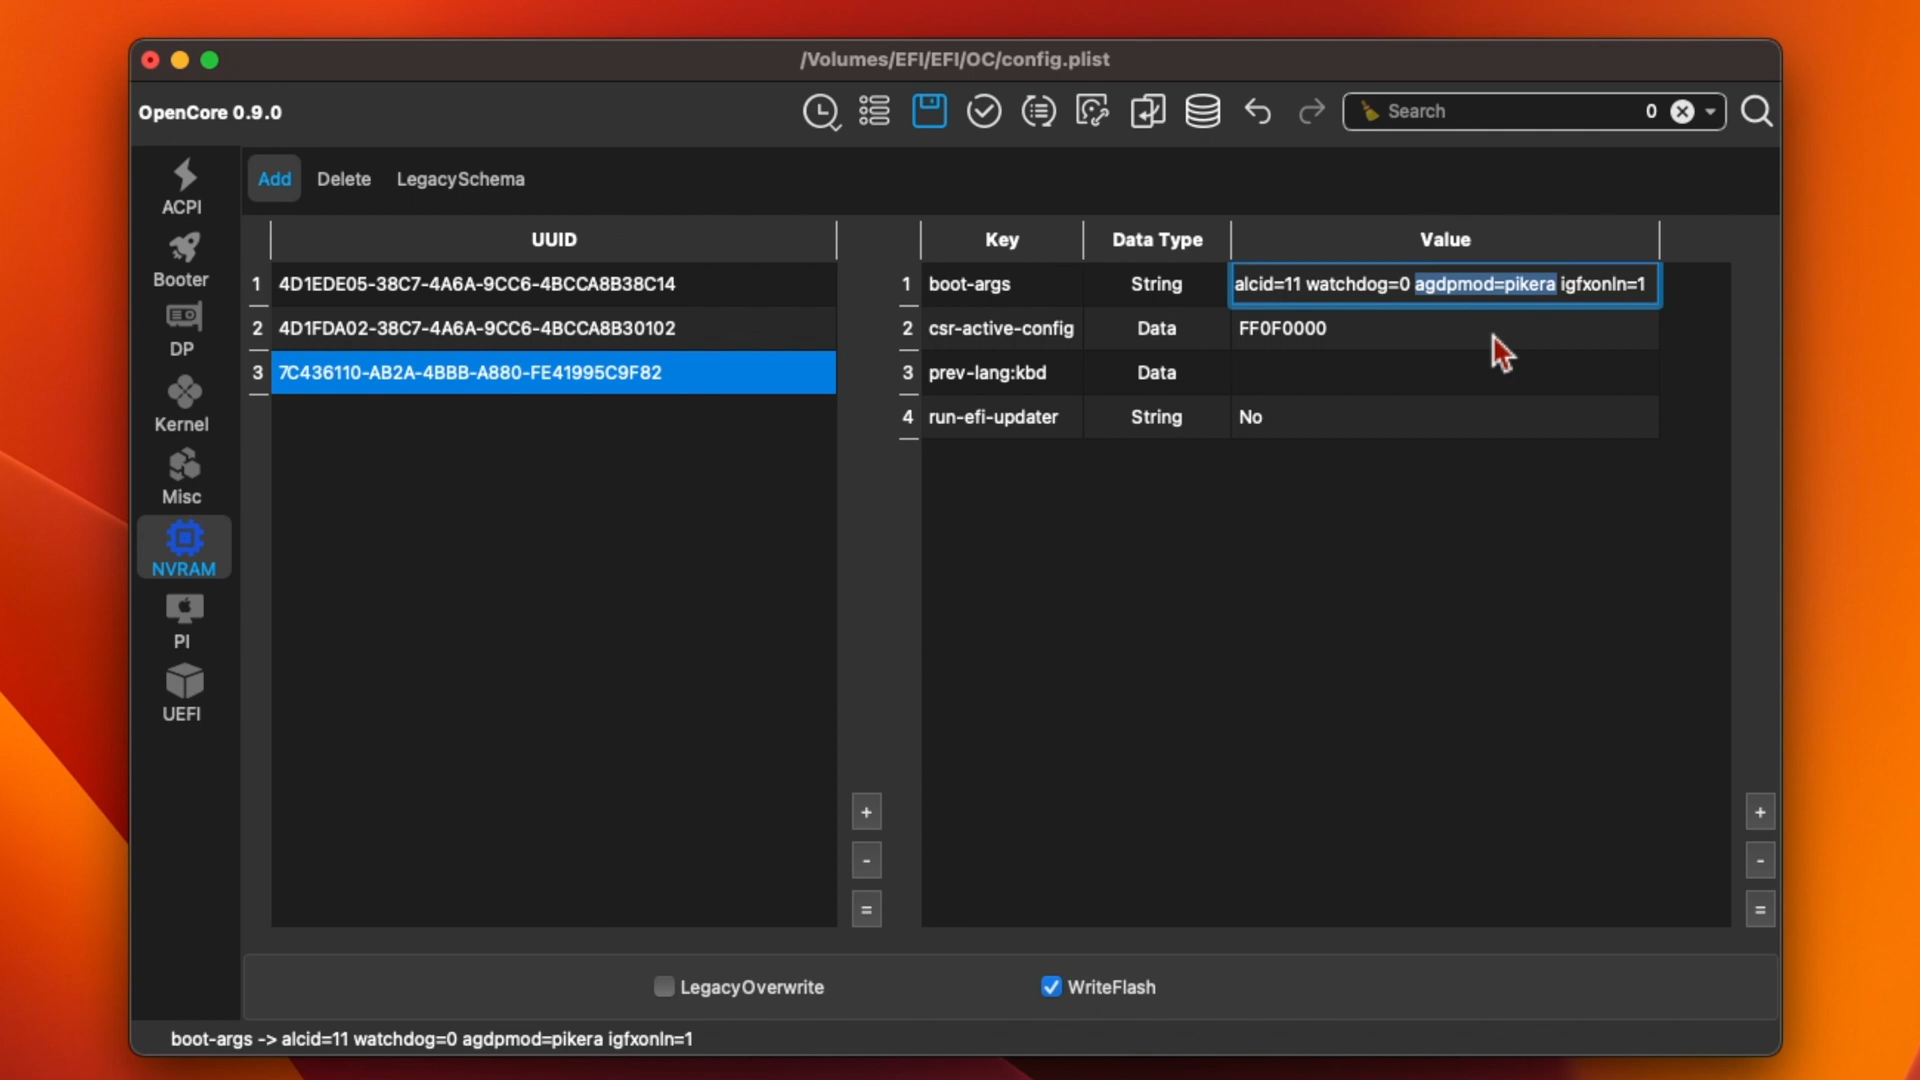 /Volumes/EFI/EFI/OC/config.plist
OpenCore 0.9.0
Search
0
Add
Delete
LegacySchema
ACPI
Booter
DP
Kernel
Misc
NVRAM
PI
UEFI
UUID
1 4D1EDE05-38C7-4A6A-9CC6-4BCCA8B38C14
2 4D1FDA02-38C7-4A6A-9CC6-4BCCA8B30102
3 7C436110-AB2A-4BBB-A880-FE41995C9F82
+
-
=
Key Data Type Value
1 boot-args String alcid=11 watchdog=0 agdpmod=pikera igfxonln=1
2 csr-active-config Data FF0F0000
3 prev-lang:kbd Data
4 run-efi-updater String No
+
-
=
LegacyOverwrite
WriteFlash
boot-args -> alcid=11 watchdog=0 agdpmod=pikera igfxonln=1